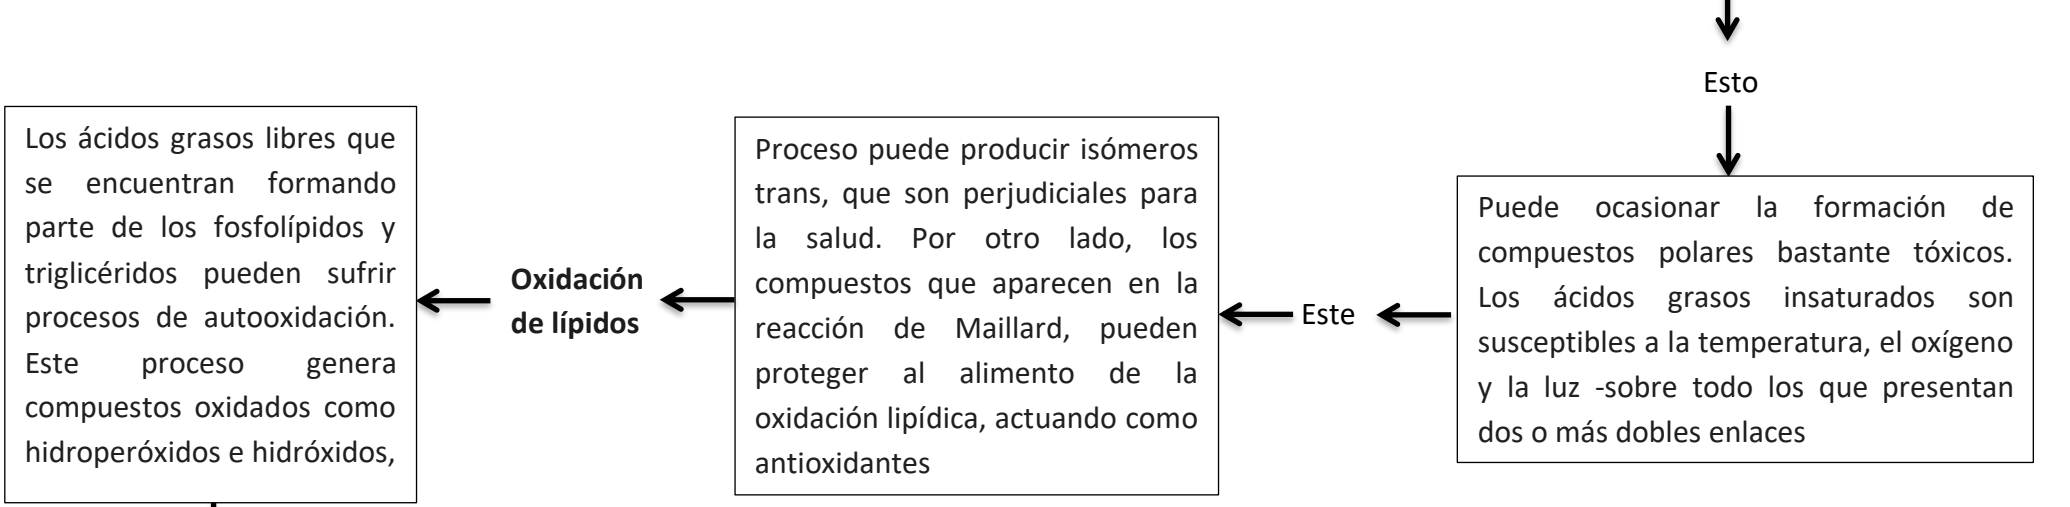 Esto
Puede ocasionar la formación de
compuestos polares bastante tóxicos.
Los ácidos grasos insaturados son
susceptibles a la temperatura, el oxígeno
y la luz -sobre todo los que presentan
dos o más dobles enlaces
Este
Proceso puede producir isómeros
trans, que son perjudiciales para
la salud. Por otro lado, los
compuestos que aparecen en la
reacción de Maillard, pueden
proteger al alimento de la
oxidación lipídica, actuando como
antioxidantes
Oxidación
de lípidos
Los ácidos grasos libres que
se encuentran formando
parte de los fosfolípidos y
triglicéridos pueden sufrir
procesos de autooxidación.
Este proceso genera
compuestos oxidados como
hidroperóxidos e hidróxidos,